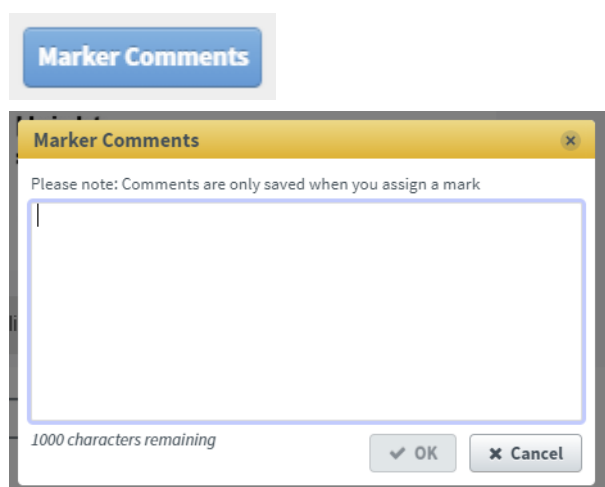 Marker Comments
Marker Comments
Please note: Comments are only saved when you assign a mark
1000 characters remaining
OK
Cancel